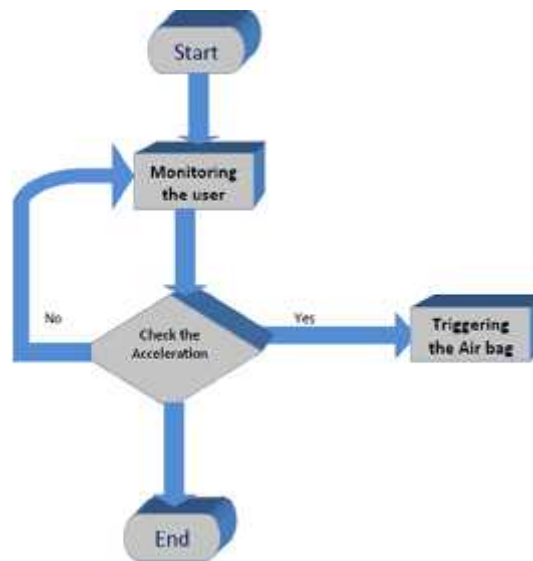 Start
Monitoring
the user
No
Check the
Acceleration
Yes
Triggering
the Air bag
End